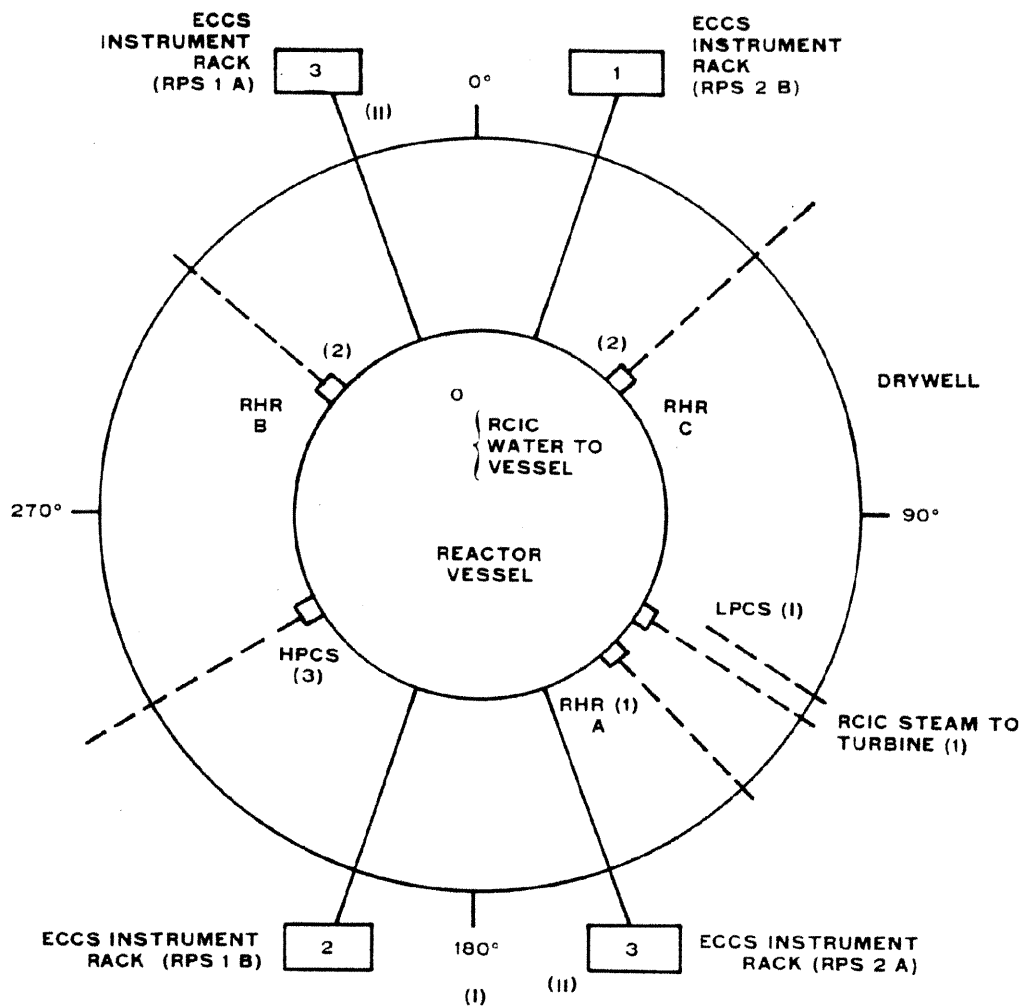 ECCS
INSTRUMENT
RACK
(RPS 1 A)
3
(II)
0°
1
ECCS
INSTRUMENT
RACK
(RPS 2 B)
(2)
RHR
B
(2)
RHR
C
DRYWELL
O
RCIC
WATER TO
VESSEL
270°
90°
REACTOR
VESSEL
HPCS
(3)
LPCS (I)
RHR (1)
A
RCIC STEAM TO
TURBINE (1)
ECCS INSTRUMENT
RACK (RPS 1 B)
2
180°
(I)
(II)
3
ECCS INSTRUMENT
RACK (RPS 2 A)